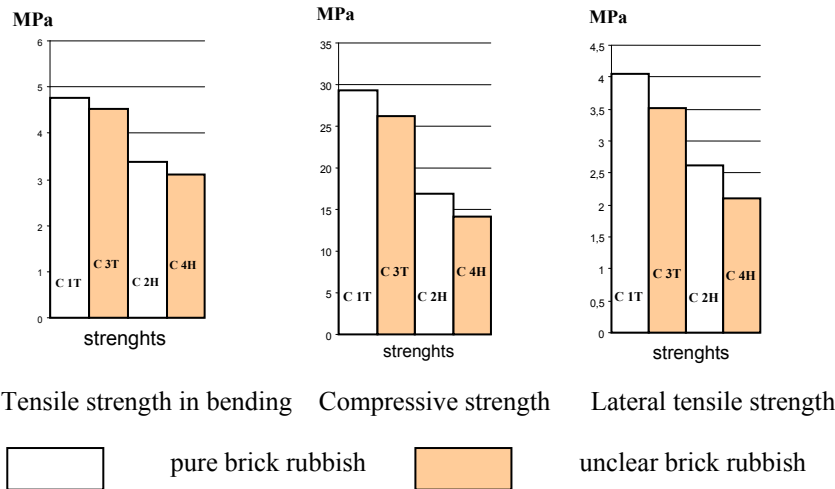 MPa
6
5
4
3
2
1
0
C 1T
C 3T
C 2H
C 4H
strenghts
MPa
35
30
25
20
15
10
5
0
C 1T
C 3T
C 2H
C 4H
strenghts
MPa
4,5
4
3,5
3
2,5
2
1,5
1
0,5
0
C 1T
C 3T
C 2H
C 4H
strenghts
Tensile strength in bending
Compressive strength
Lateral tensile strength
pure brick rubbish
unclear brick rubbish